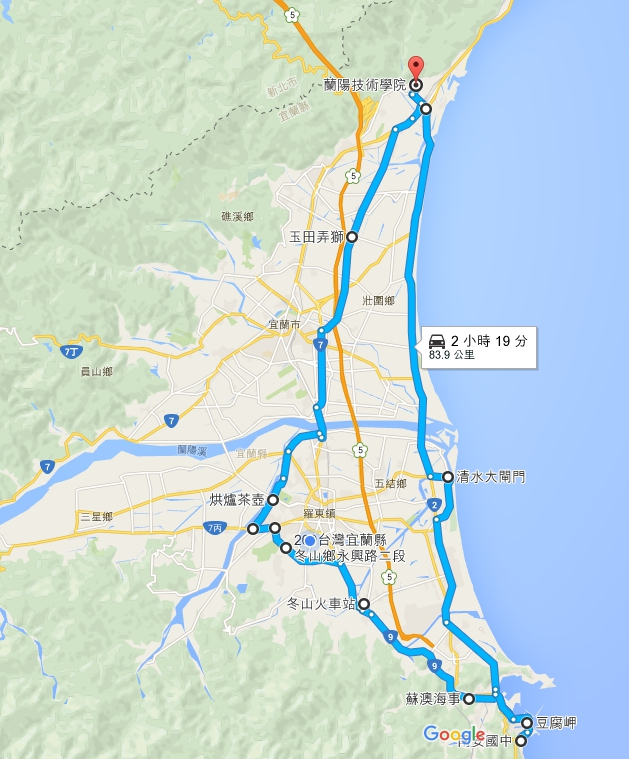 5
蘭陽技術學院
新北市
宜蘭縣
5
礁溪鄉
玉田弄獅
壯圍鄉
宜蘭市
7
2 小時 19 分
83.9 公里
7丁
員山鄉
7
蘭陽溪
宜蘭縣
5
7
清水大閘門
五結鄉
烘爐茶壺
2
羅東鎮
三星鄉
7丙
20 台灣宜蘭縣
冬山鄉永興路二段
5
冬山火車站
9
9
蘇澳海事
豆腐岬
Google
南安國中